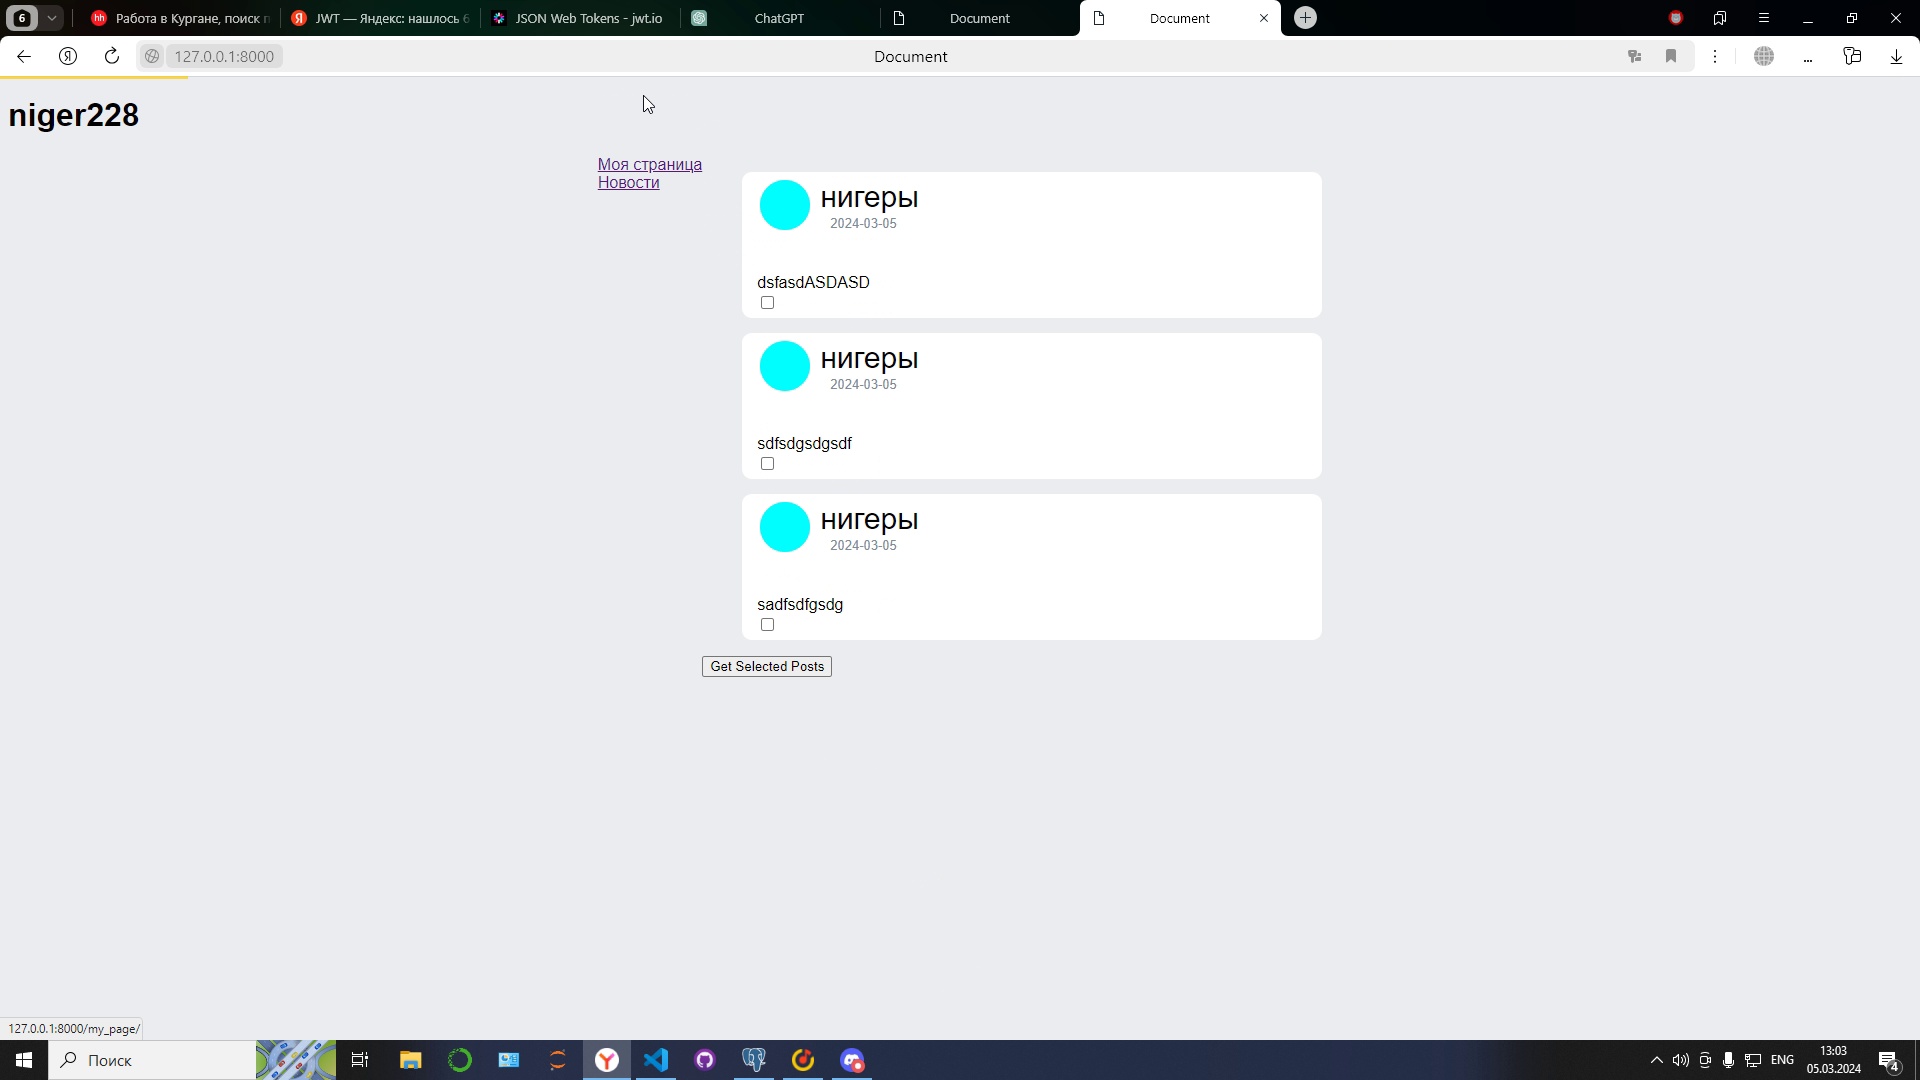 6
Работа в Кургане, поиск п
JWT — Яндекс: нашлось 6
JSON Web Tokens - jwt.io
ChatGPT
Document
Document
127.0.0.1:8000
Document
niger228
Моя страница
Новости
нигеры
2024-03-05
dsfasdASDASD
нигеры
2024-03-05
sdfsdgsdgsdf
нигеры
2024-03-05
sadfsdfgsdg
Get Selected Posts
127.0.0.1:8000/my_page/
Поиск
ENG
13:03
05.03.2024
4